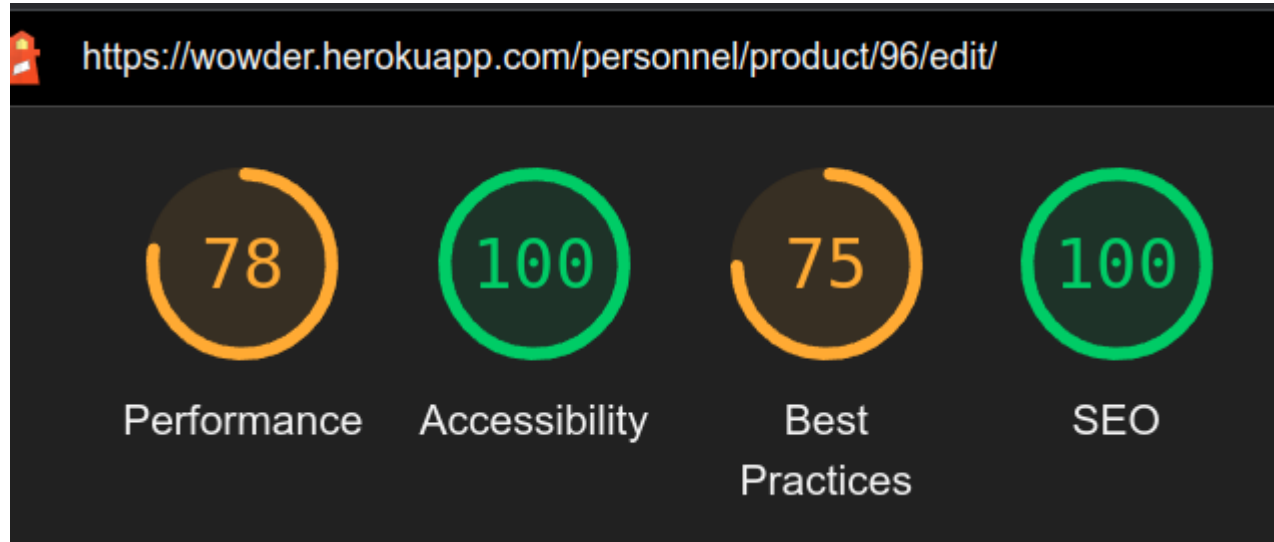 https://wowder.herokuapp.com/personnel/product/96/edit/
78
100
75
100
Performance
Accessibility
Best
Practices
SEO